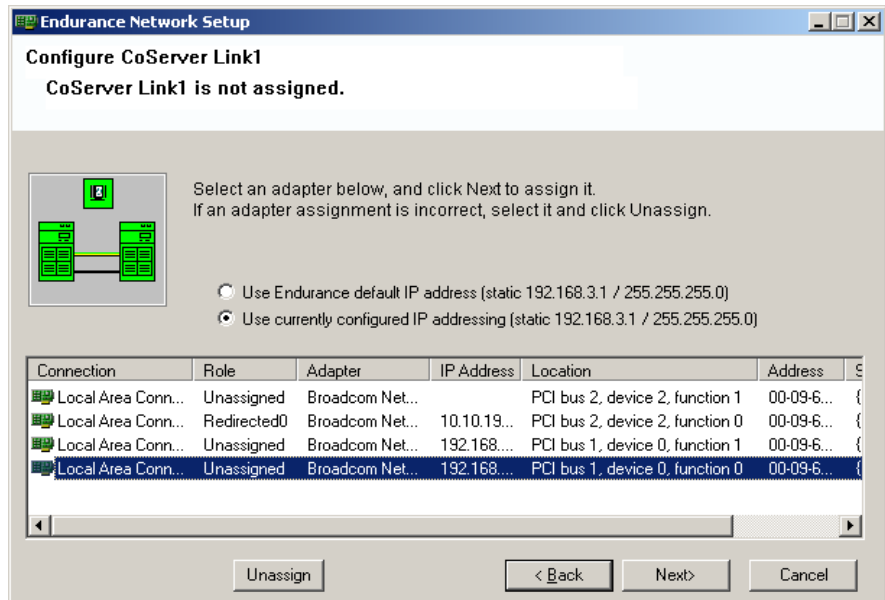 Endurance Network Setup
Configure CoServer Link1
CoServer Link1 is not assigned.
Select an adapter below, and click Next to assign it.
If an adapter assignment is incorrect, select it and click Unassign.
Use Endurance default IP address (static 192.168.3.1 / 255.255.255.0)
Use currently configured IP addressing (static 192.168.3.1 / 255.255.255.0)
Connection Role Adapter IP Address Location Address S
Local Area Conn... Unassigned Broadcom Net... PCI bus 2, device 2, function 1 00-09-6... {
Local Area Conn... Redirected0 Broadcom Net... 10.10.19... PCI bus 2, device 2, function 0 00-09-6... {
Local Area Conn... Unassigned Broadcom Net... 192.168.... PCI bus 1, device 0, function 1 00-09-6... {
Local Area Conn... Unassigned Broadcom Net... 192.168.... PCI bus 1, device 0, function 0 00-09-6... {
Unassign < Back Next> Cancel